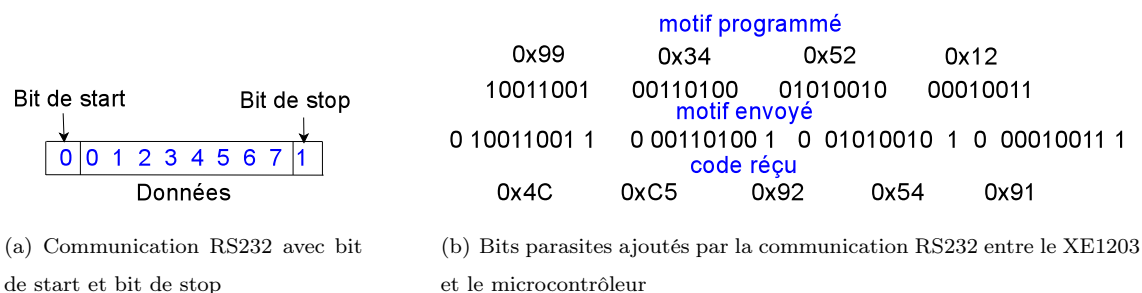 Bit de start
Bit de stop
0 0 1 2 3 4 5 6 7 1
Données
(a) Communication RS232 avec bit
de start et bit de stop
motif programmé
0x99 0x34 0x52 0x12
10011001 00110100 01010010 00010011
motif envoyé
0 10011001 1 0 00110100 1 0 01010010 1 0 00010011 1
code réçu
0x4C 0xC5 0x92 0x54 0x91
(b) Bits parasites ajoutés par la communication RS232 entre le XE1203
et le microcontrôleur